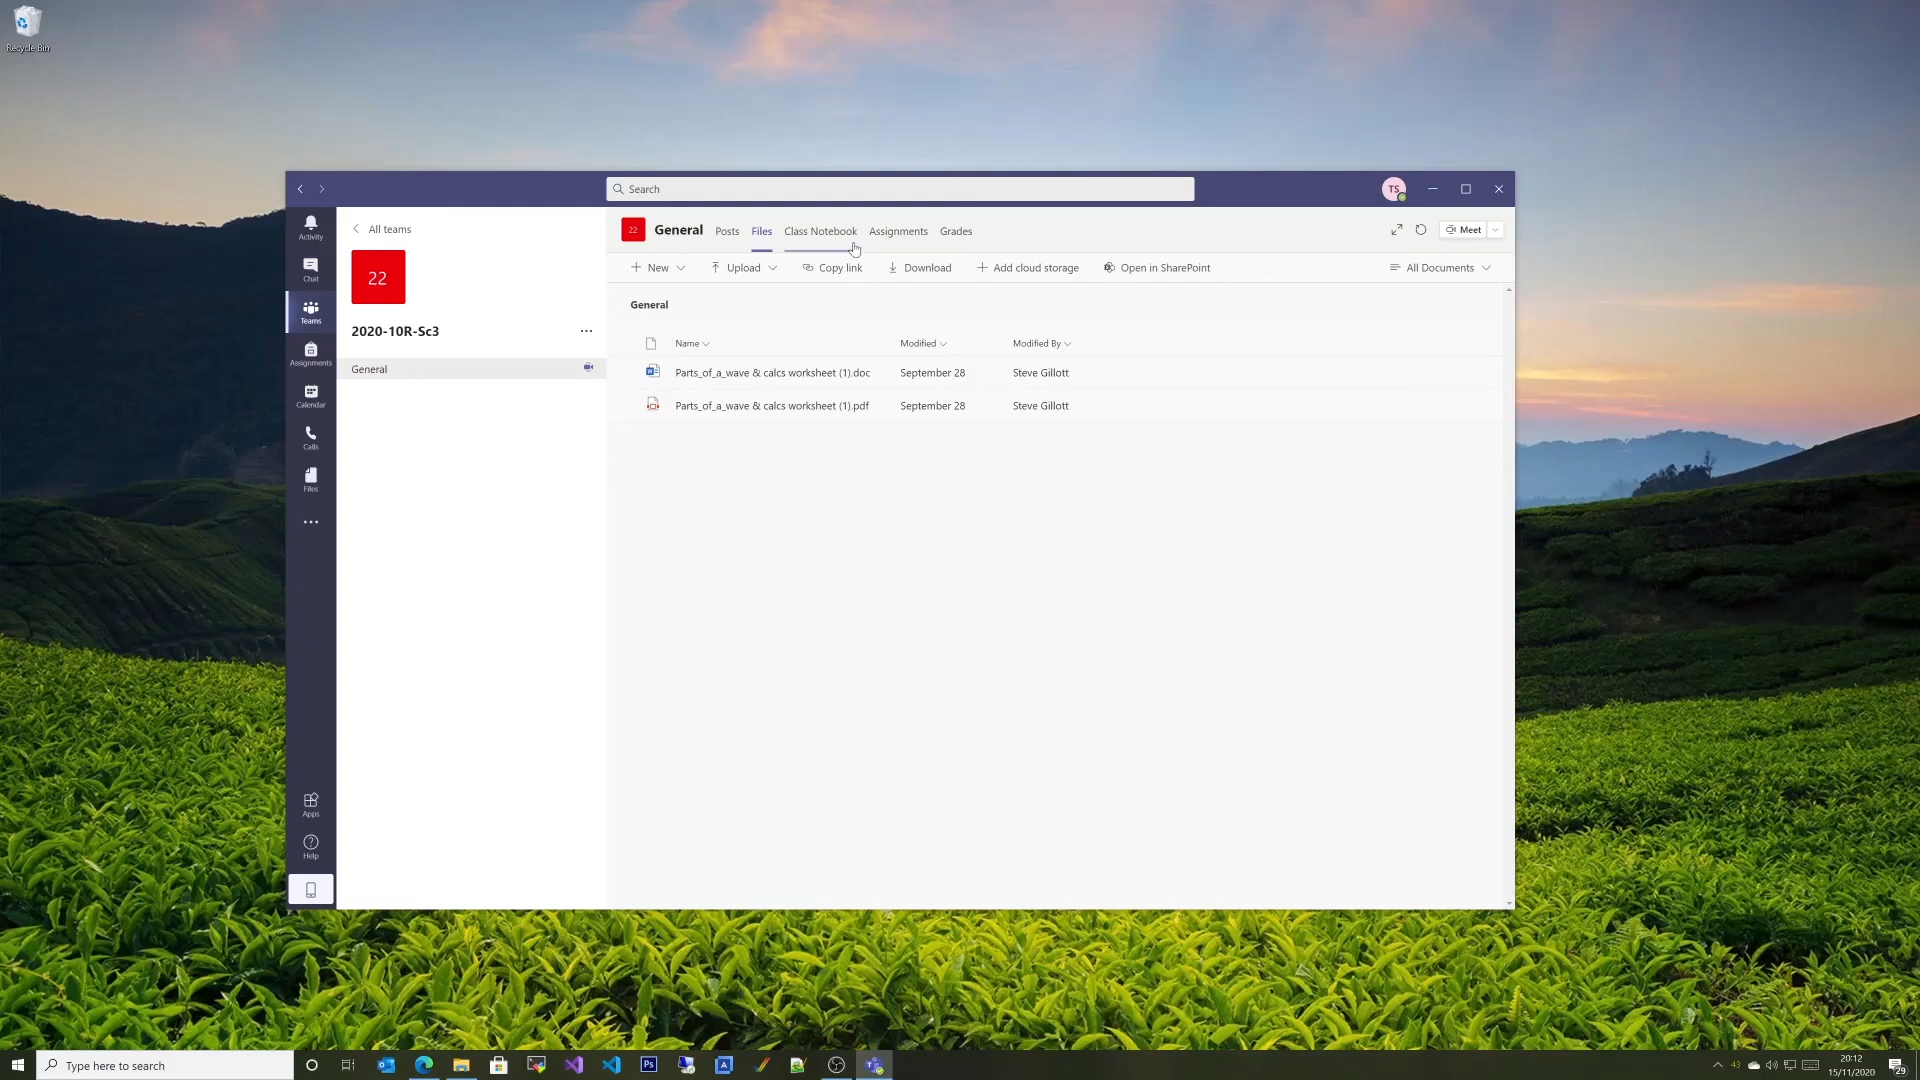 Recycle Bin
Search
TS
Activity
Chat
Teams
Assignments
Calendar
Calls
Files
Apps
Help
All teams
22
2020-10R-Sc3
General
22 General Posts Files Class Notebook Assignments Grades
Meet
New Upload Copy link Download Add cloud storage Open in SharePoint All Documents
General
Name Modified Modified By
Parts_of_a_wave & calcs worksheet (1).doc September 28 Steve Gillott
Parts_of_a_wave & calcs worksheet (1).pdf September 28 Steve Gillott
Type here to search
Ps
43
20:12
15/11/2020
29